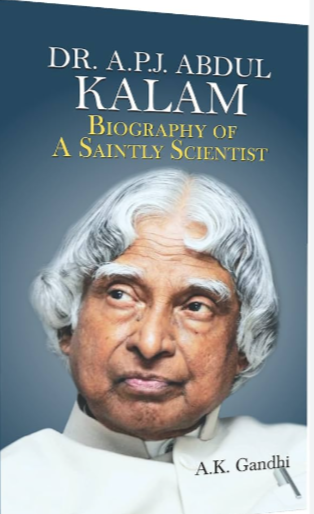 DR. A.P.J. ABDUL
KALAM
BIOGRAPHY OF
A SAINTLY SCIENTIST
A.K. Gandhi